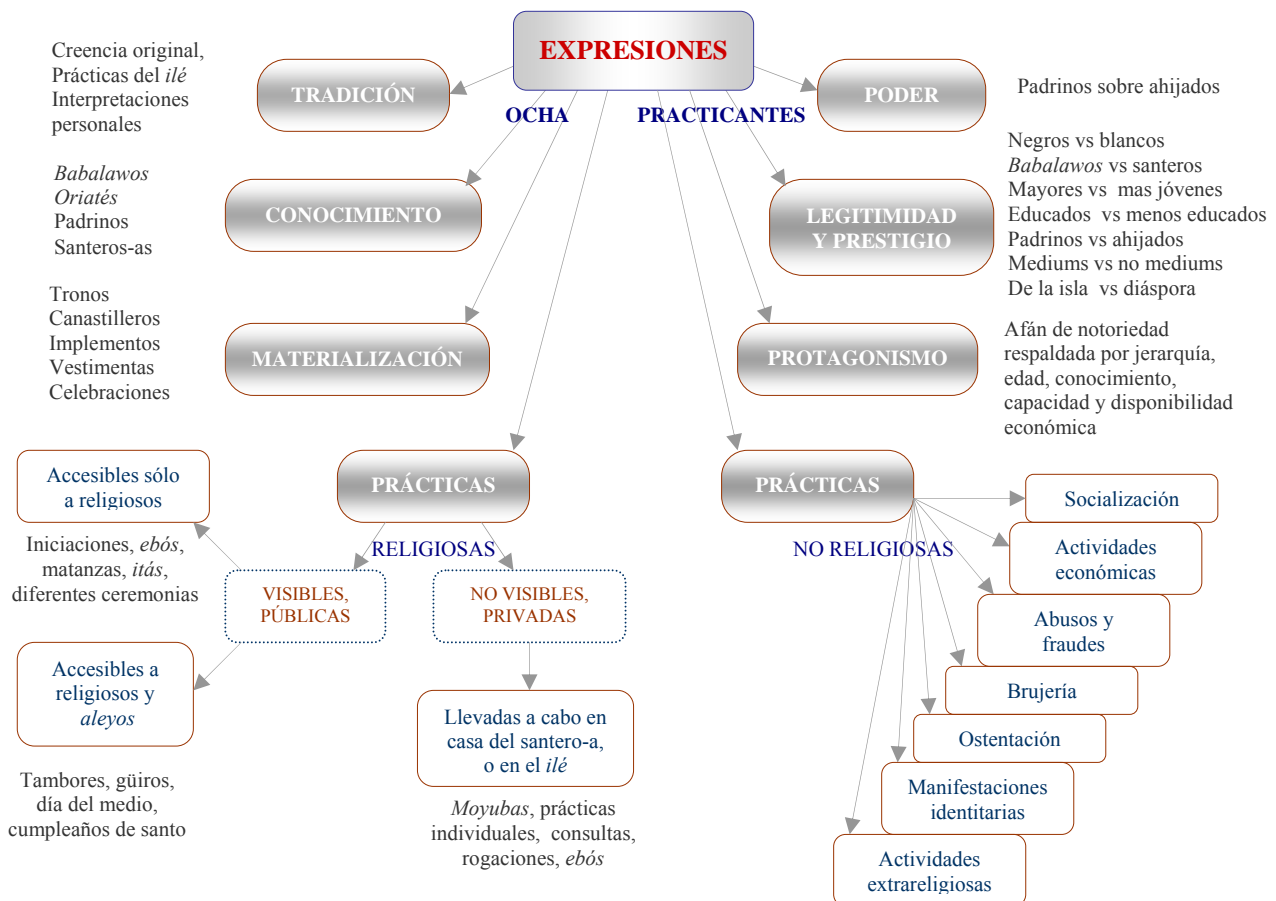 EXPRESIONES
OCHA
PRACTICANTES
Creencia original,
Prácticas del ilé
Interpretaciones
personales
TRADICIÓN
Babalawos
Oriatés
Padrinos
Santeros-as
CONOCIMIENTO
Tronos
Canastilleros
Implementos
Vestimentas
Celebraciones
MATERIALIZACIÓN
PODER
Padrinos sobre ahijados
LEGITIMIDAD
Y PRESTIGIO
Negros vs blancos
Babalawos vs santeros
Mayores vs  mas jóvenes
Educados  vs menos educados
Padrinos vs ahijados
Mediums vs no mediums
De la isla  vs diáspora
PROTAGONISMO
Afán de notoriedad
respaldada por jerarquía,
edad, conocimiento,
capacidad y disponibilidad
económica
PRÁCTICAS
RELIGIOSAS
VISIBLES,
PÚBLICAS
Accesibles sólo
a religiosos
Iniciaciones, ebós,
matanzas, itás,
diferentes ceremonias
Accesibles a
religiosos y
aleyos
Tambores, güiros,
día del medio,
cumpleaños de santo
NO VISIBLES,
PRIVADAS
Llevadas a cabo en
casa del santero-a,
o en el ilé
Moyubas, prácticas
individuales,  consultas,
rogaciones, ebós
PRÁCTICAS
NO RELIGIOSAS
Socialización
Actividades
económicas
Abusos y
fraudes
Brujería
Ostentación
Manifestaciones
identitarias
Actividades
extrareligiosas